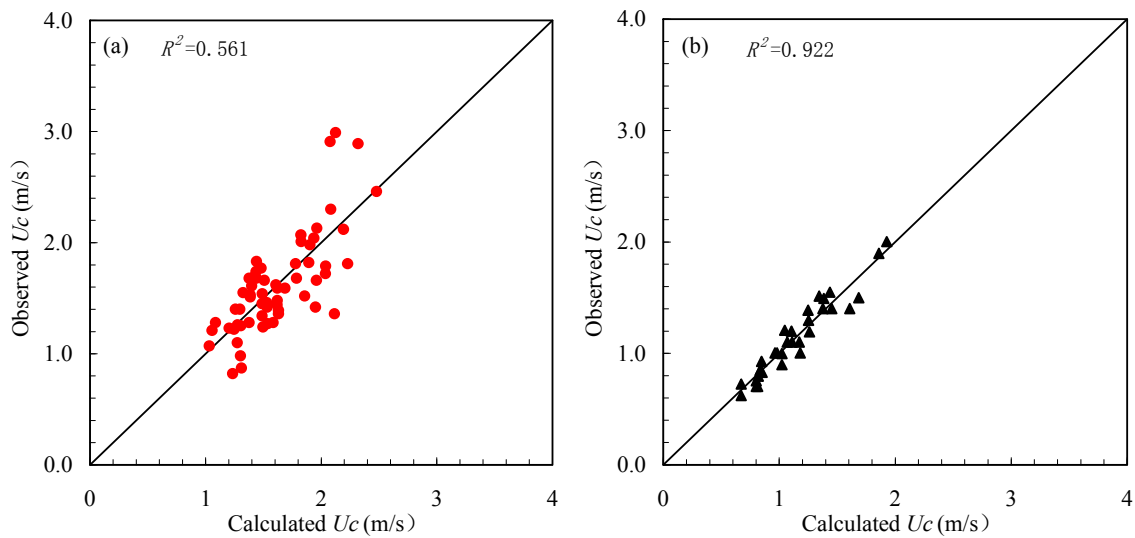 (a) R²=0.561
4.0
3.0
2.0
1.0
0.0
0 1 2 3 4
Observed Uc (m/s）
Calculated Uc (m/s)
(b) R²=0.922
4.0
3.0
2.0
1.0
0.0
0 1 2 3 4
Observed Uc (m/s）
Calculated Uc (m/s)